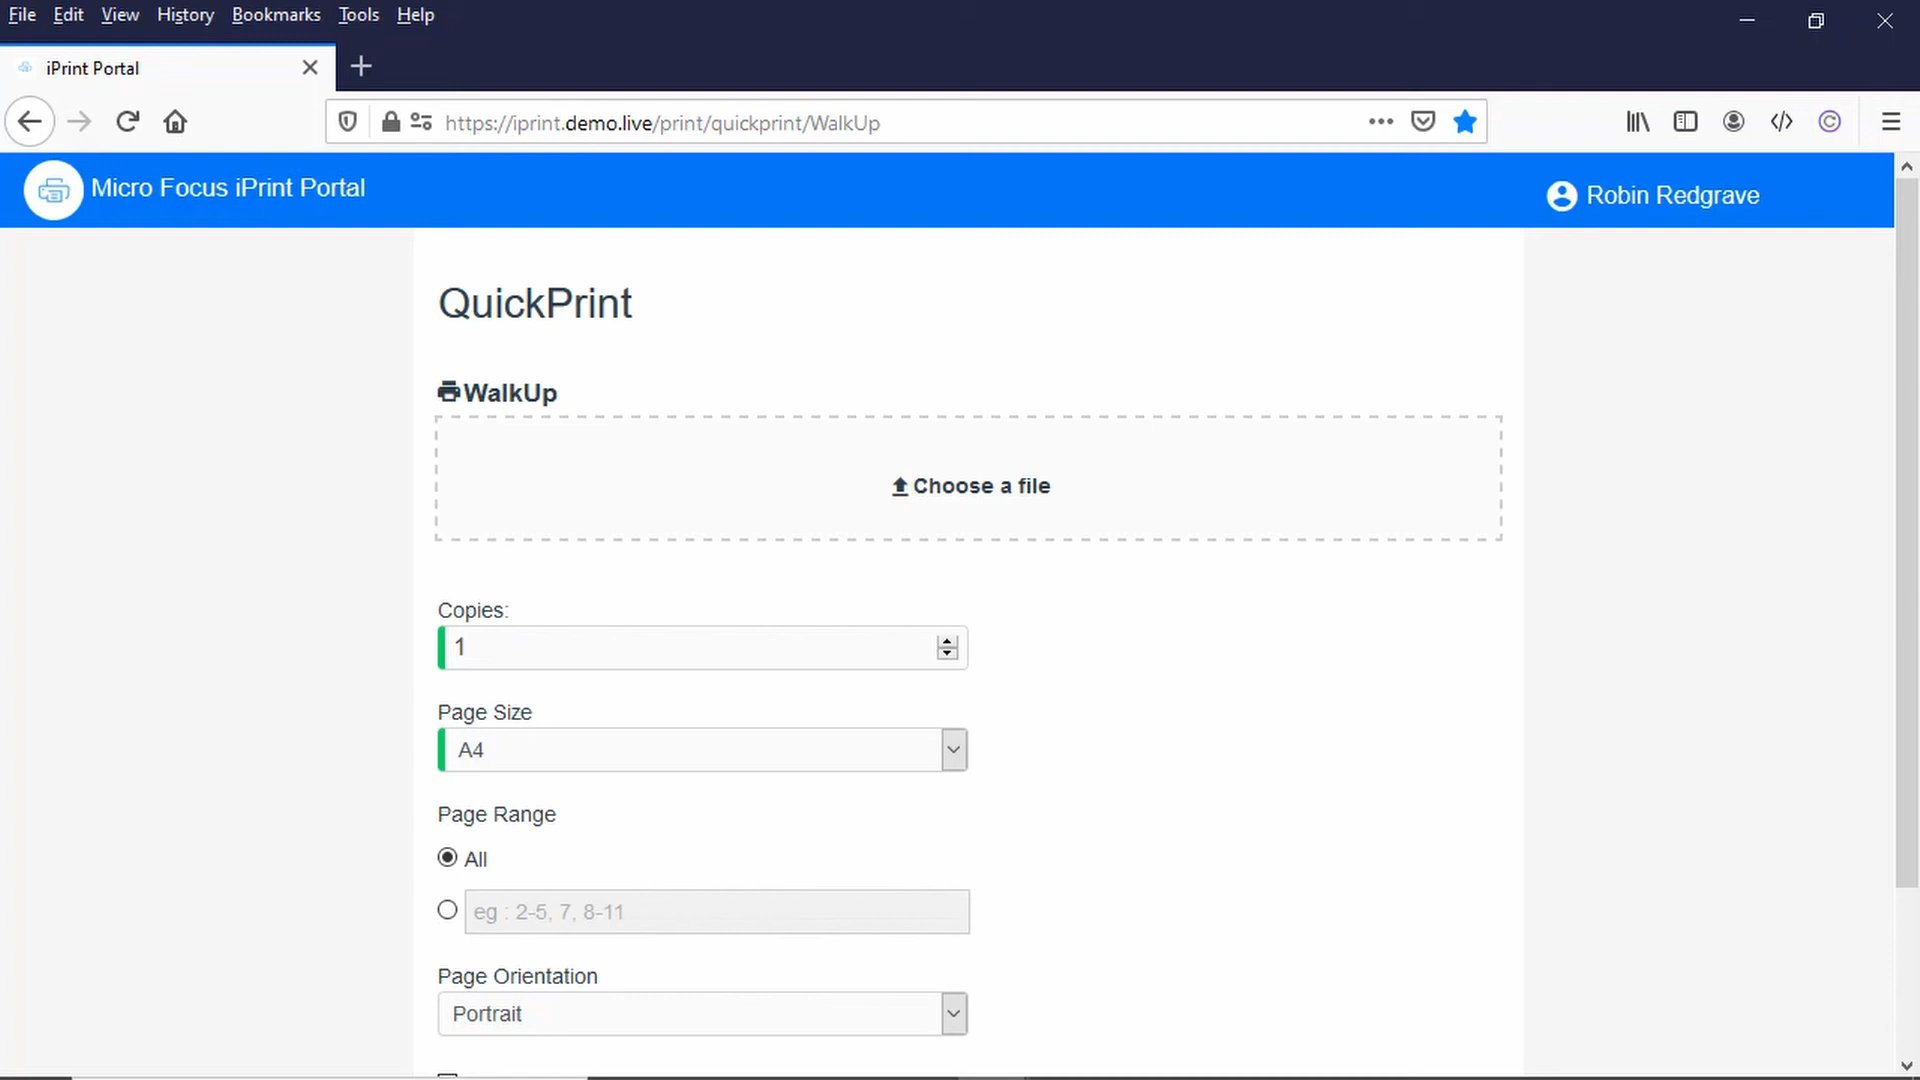 File Edit View History Bookmarks Tools Help
iPrint Portal
https://iprint.demo.live/print/quickprint/WalkUp
Micro Focus iPrint Portal
Robin Redgrave
QuickPrint
WalkUp
Choose a file
Copies:
1
Page Size
A4
Page Range
All
eg : 2-5, 7, 8-11
Page Orientation
Portrait